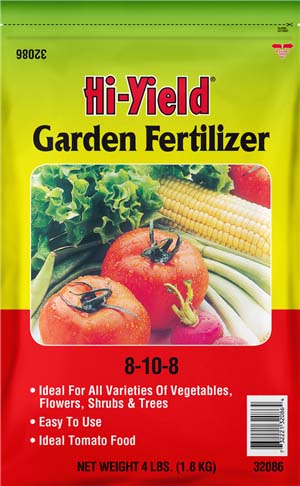 32086
Hi-Yield®
Garden Fertilizer
8-10-8
• Ideal For All Varieties Of Vegetables,
Flowers, Shrubs & Trees
• Easy To Use
• Ideal Tomato Food
NET WEIGHT 4 LBS. (1.8 KG)
32086